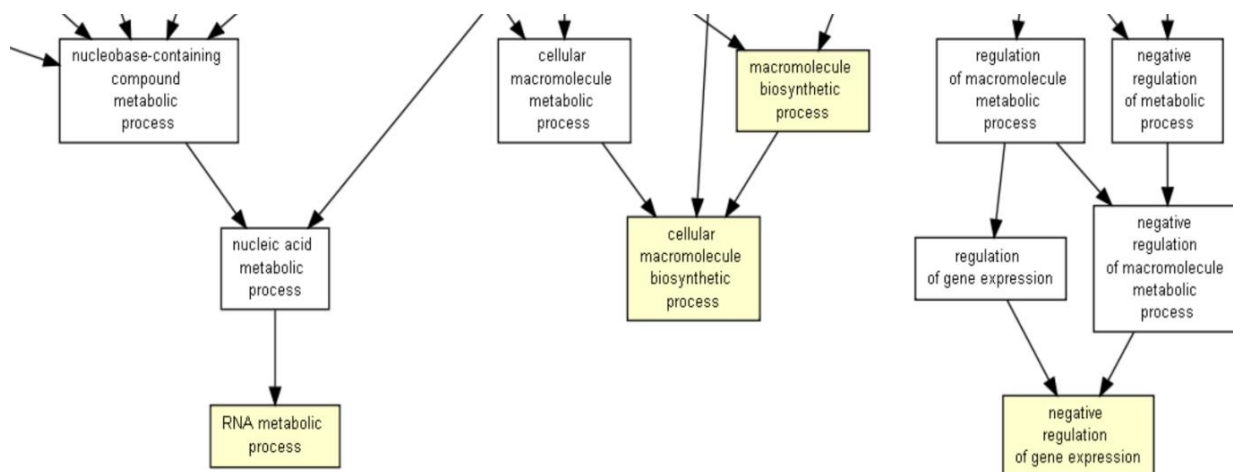 nucleobase-containing
compound
metabolic
process
cellular
macromolecule
metabolic
process
macromolecule
biosynthetic
process
regulation
of macromolecule
metabolic
process
negative
regulation
of metabolic
process
nucleic acid
metabolic
process
cellular
macromolecule
biosynthetic
process
regulation
of gene expression
negative
regulation
of macromolecule
metabolic
process
RNA metabolic
process
negative
regulation
of gene expression